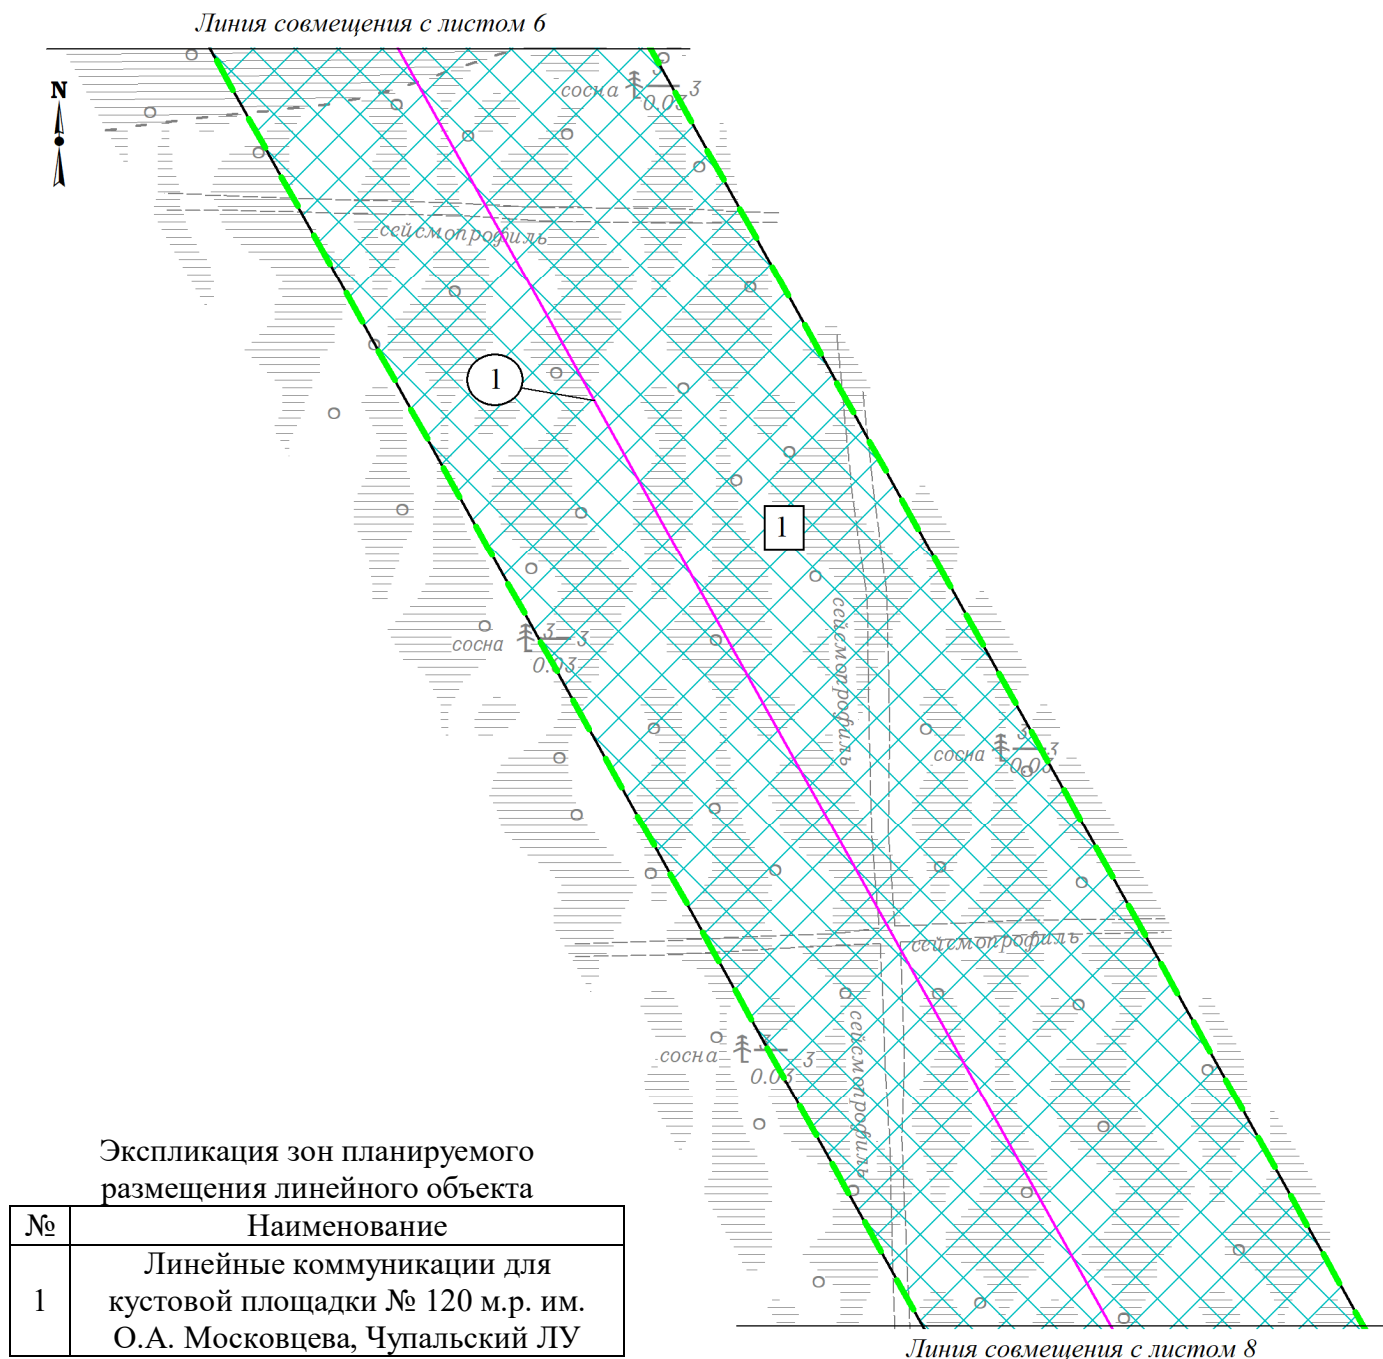 Линия совмещения с листом 6
N
сосна 3 3
0.03
сейсмопрофиль
1
1
сейсмопрофиль
сосна 3 3
0.03
сосна 3 3
0.03
сейсмопрофиль
сейсмопрофиль
сосна 3
0.03
Экспликация зон планируемого
размещения линейного объекта
№ Наименование
1 Линейные коммуникации для
кустовой площадки № 120 м.р. им.
О.А. Московцева, Чупальский ЛУ
Линия совмещения с листом 8